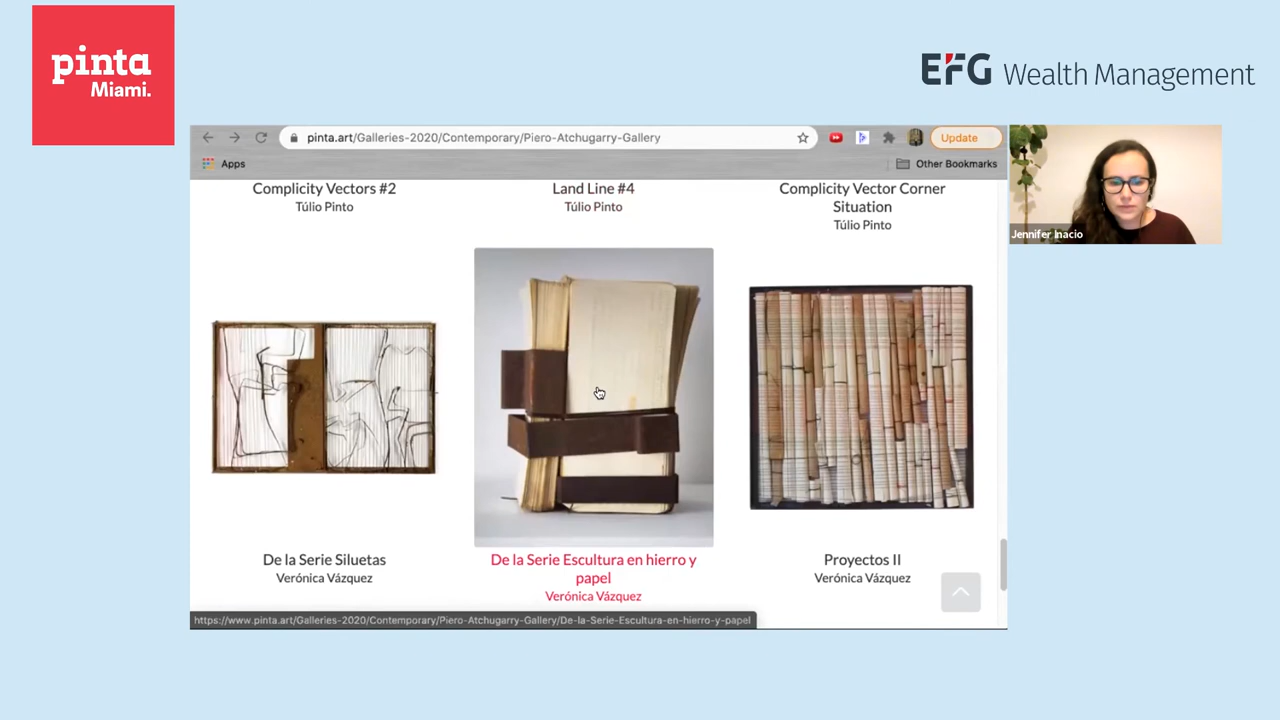 pinta
Miami.
EFG Wealth Management
pinta.art/Galleries-2020/Contemporary/Piero-Atchugarry-Gallery
Update
Apps
Other Bookmarks
Jennifer Inacio
Complicity Vectors #2
Túlio Pinto
Land Line #4
Túlio Pinto
Complicity Vector Corner
Situation
Túlio Pinto
De la Serie Siluetas
Verónica Vázquez
De la Serie Escultura en hierro y
papel
Verónica Vázquez
Proyectos II
Verónica Vázquez
https://www.pinta.art/Galleries-2020/Contemporary/Piero-Atchugarry-Gallery/De-la-Serie-Escultura-en-hierro-y-papel